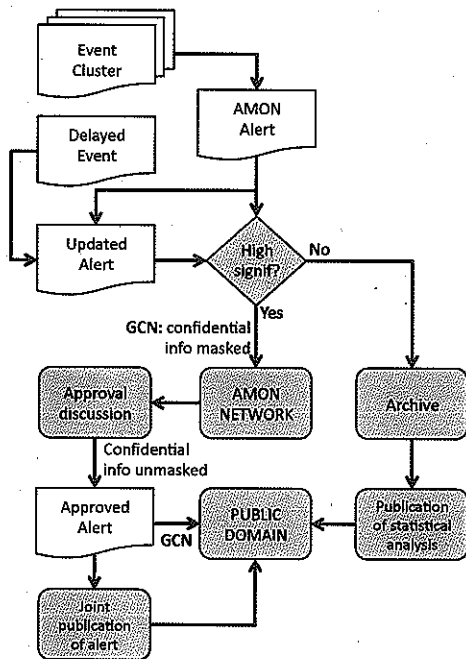 Event
Cluster
AMON
Alert
Delayed
Event
Updated
Alert
High
signif?
No
Yes
GCN: confidential
info masked
Approval
discussion
AMON
NETWORK
Archive
Confidential
info unmasked
Approved
Alert
GCN
PUBLIC
DOMAIN
Publication
of statistical
analysis
Joint
publication
of alert